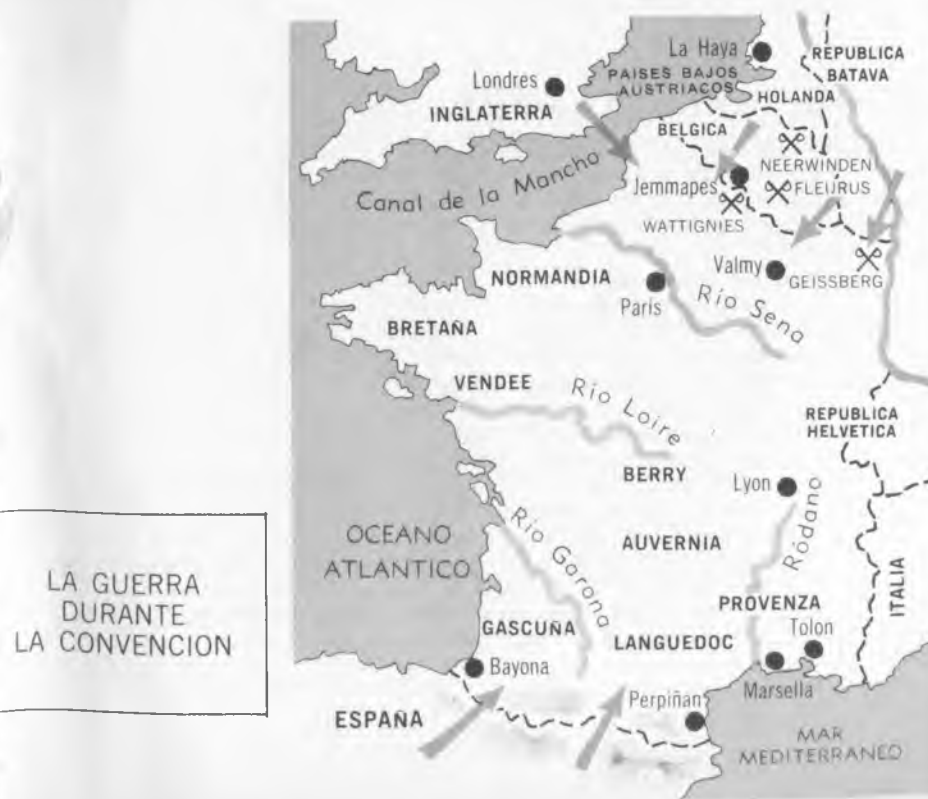 La Haya
REPUBLICA
BATAVA
PAISES BAJOS
AUSTRIACOS
Londres
HOLANDA
INGLATERRA
BELGICA
Canal de la Mancho
NEERWINDEN
Jemmapes
FLEURUS
WATTIGNIES
Valmy
GEISSBERG
NORMANDIA
París
Río Sena
BRETAÑA
VENDEE
Río Loire
REPUBLICA
HELVETICA
BERRY
Lyon
Río Garona
Ródano
OCEANO
ATLANTICO
AUVERNIA
ITALIA
LA GUERRA
DURANTE
LA CONVENCION
PROVENZA
GASCUÑA
LANGUEDOC
Tolon
Bayona
Marsella
Perpiñan
ESPAÑA
MAR
MEDITERRANEO